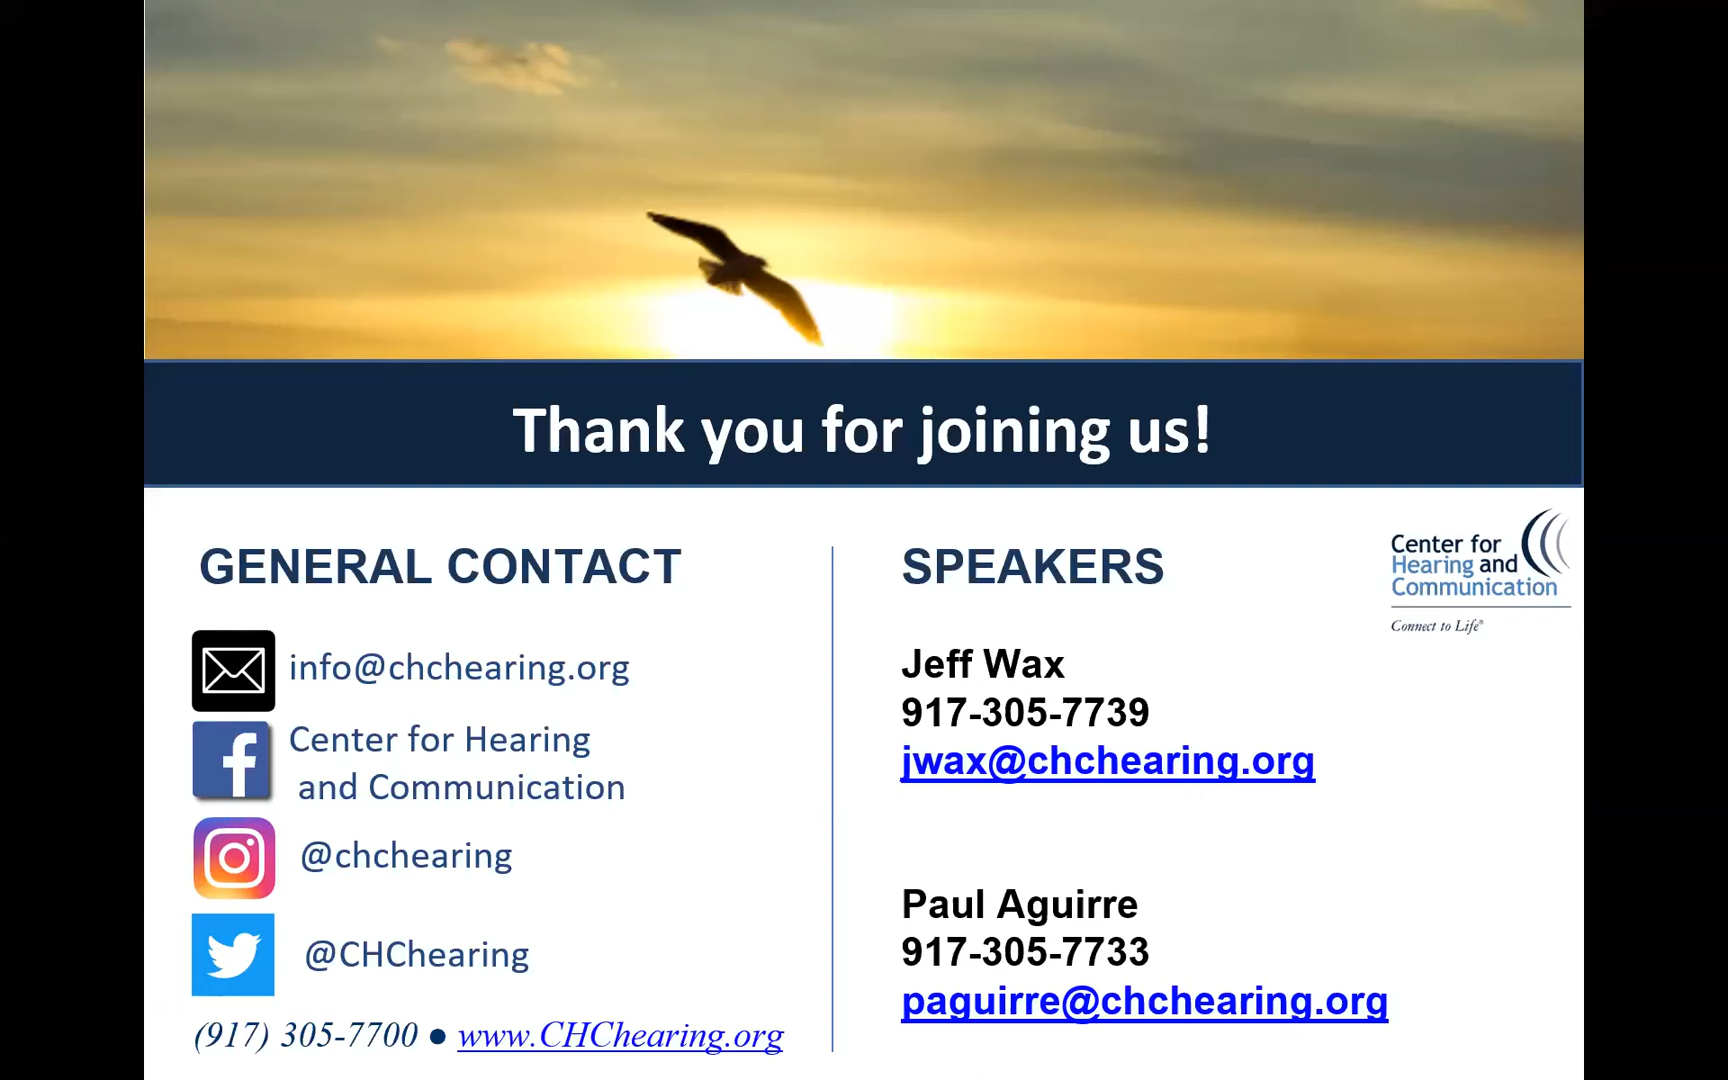 Thank you for joining us!
GENERAL CONTACT
info@chchearing.org
Center for Hearing
and Communication
@chchearing
@CHChearing
(917) 305-7700 ● www.CHChearing.org
SPEAKERS
Jeff Wax
917-305-7739
jwax@chchearing.org
Paul Aguirre
917-305-7733
paguirre@chchearing.org
Center for
Hearing and
Communication
Connect to Life®